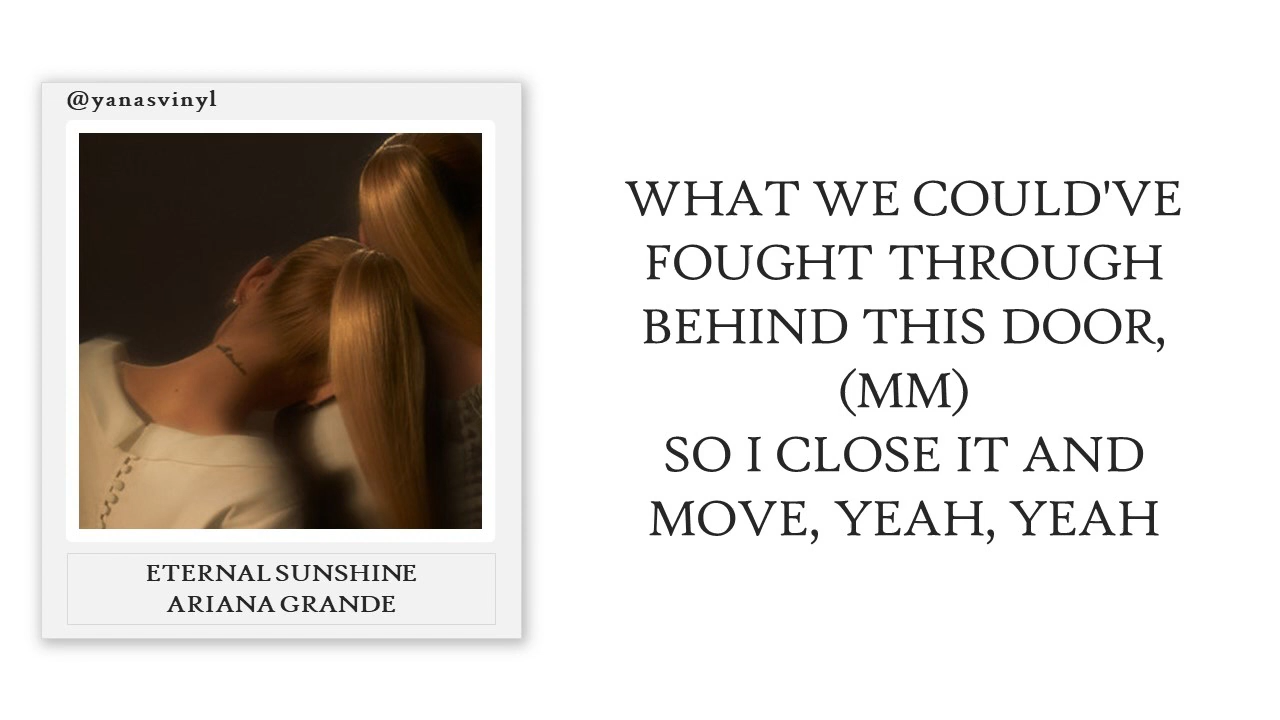 @yanasvinyl
ETERNAL SUNSHINE
ARIANA GRANDE
WHAT WE COULD'VE
FOUGHT THROUGH
BEHIND THIS DOOR,
(MM)
SO I CLOSE IT AND
MOVE, YEAH, YEAH